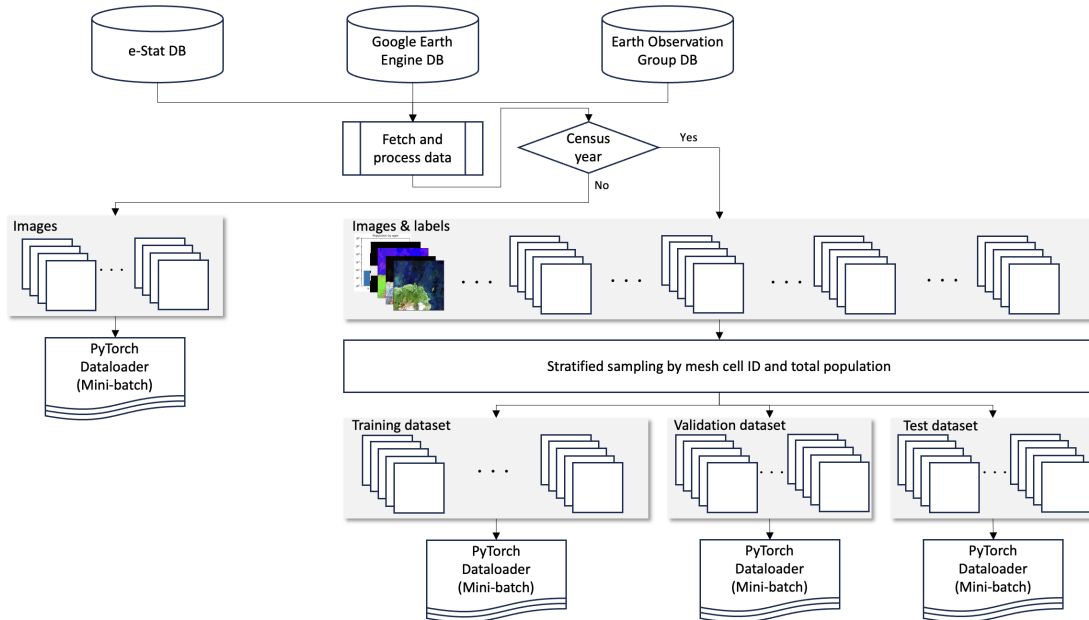 e-Stat DB
Google Earth
Engine DB
Earth Observation
Group DB
Fetch and
process data
Census
year
Yes
No
Images
. . .
Images & labels
. . .
. . .
. . .
. . .
PyTorch
Dataloader
(Mini-batch)
Stratified sampling by mesh cell ID and total population
Training dataset
. . .
Validation dataset
. . .
Test dataset
. . .
PyTorch
Dataloader
(Mini-batch)
PyTorch
Dataloader
(Mini-batch)
PyTorch
Dataloader
(Mini-batch)